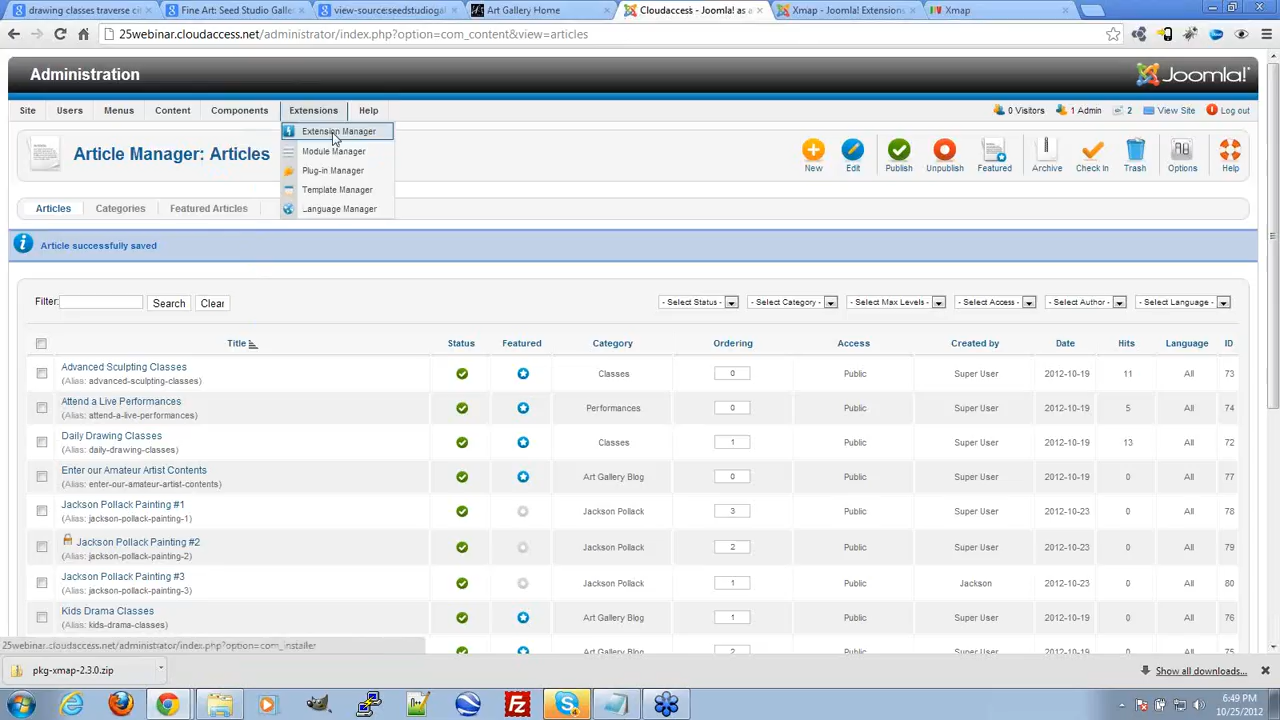 drawing classes traverse ci
Fine Art: Seed Studio Galle
view-source:seedstudiogal
Art Gallery Home
Cloudaccess - Joomla! as a
Xmap - Joomla! Extensions
Xmap
25webinar.cloudaccess.net/administrator/index.php?option=com_content&view=articles
Administration
Joomla!
Site Users Menus Content Components Extensions Help
0 Visitors 1 Admin 2 View Site Log out
Extension Manager
Module Manager
Plug-in Manager
Template Manager
Language Manager
Article Manager: Articles
New Edit Publish Unpublish Featured Archive Check In Trash Options Help
Articles Categories Featured Articles
Article successfully saved
Filter: Search Clear
- Select Status - - Select Category - - Select Max Levels - - Select Access - - Select Author - - Select Language -
Title Status Featured Category Ordering Access Created by Date Hits Language ID
Advanced Sculpting Classes
(Alias: advanced-sculpting-classes)
Classes 0 Public Super User 2012-10-19 11 All 73
Attend a Live Performances
(Alias: attend-a-live-performances)
Performances 0 Public Super User 2012-10-19 5 All 74
Daily Drawing Classes
(Alias: daily-drawing-classes)
Classes 1 Public Super User 2012-10-19 13 All 72
Enter our Amateur Artist Contents
(Alias: enter-our-amateur-artist-contents)
Art Gallery Blog 0 Public Super User 2012-10-19 0 All 77
Jackson Pollack Painting #1
(Alias: jackson-pollack-painting-1)
Jackson Pollack 3 Public Super User 2012-10-23 0 All 78
Jackson Pollack Painting #2
(Alias: jackson-pollack-painting-2)
Jackson Pollack 2 Public Super User 2012-10-23 0 All 79
Jackson Pollack Painting #3
(Alias: jackson-pollack-painting-3)
Jackson Pollack 1 Public Jackson 2012-10-23 0 All 80
Kids Drama Classes
(Alias: kids-drama-classes)
Art Gallery Blog 1 Public Super User 2012-10-19 0 All 76
25webinar.cloudaccess.net/administrator/index.php?option=com_installer
pkg-xmap-2.3.0.zip
Show all downloads...
6:49 PM
10/25/2012